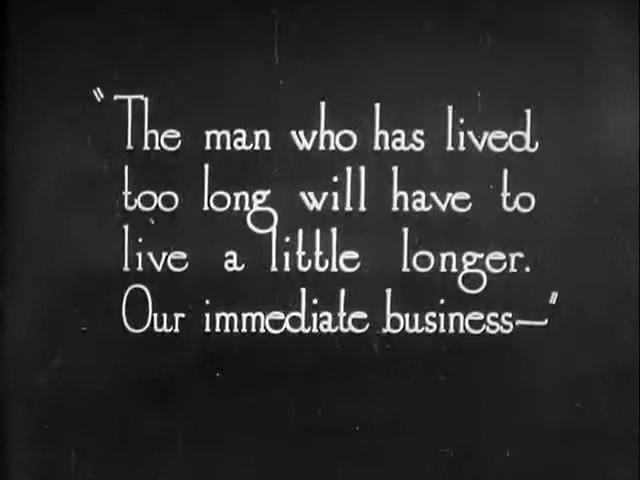 "The man who has lived
too long will have to
live a little longer.
Our immediate business—"